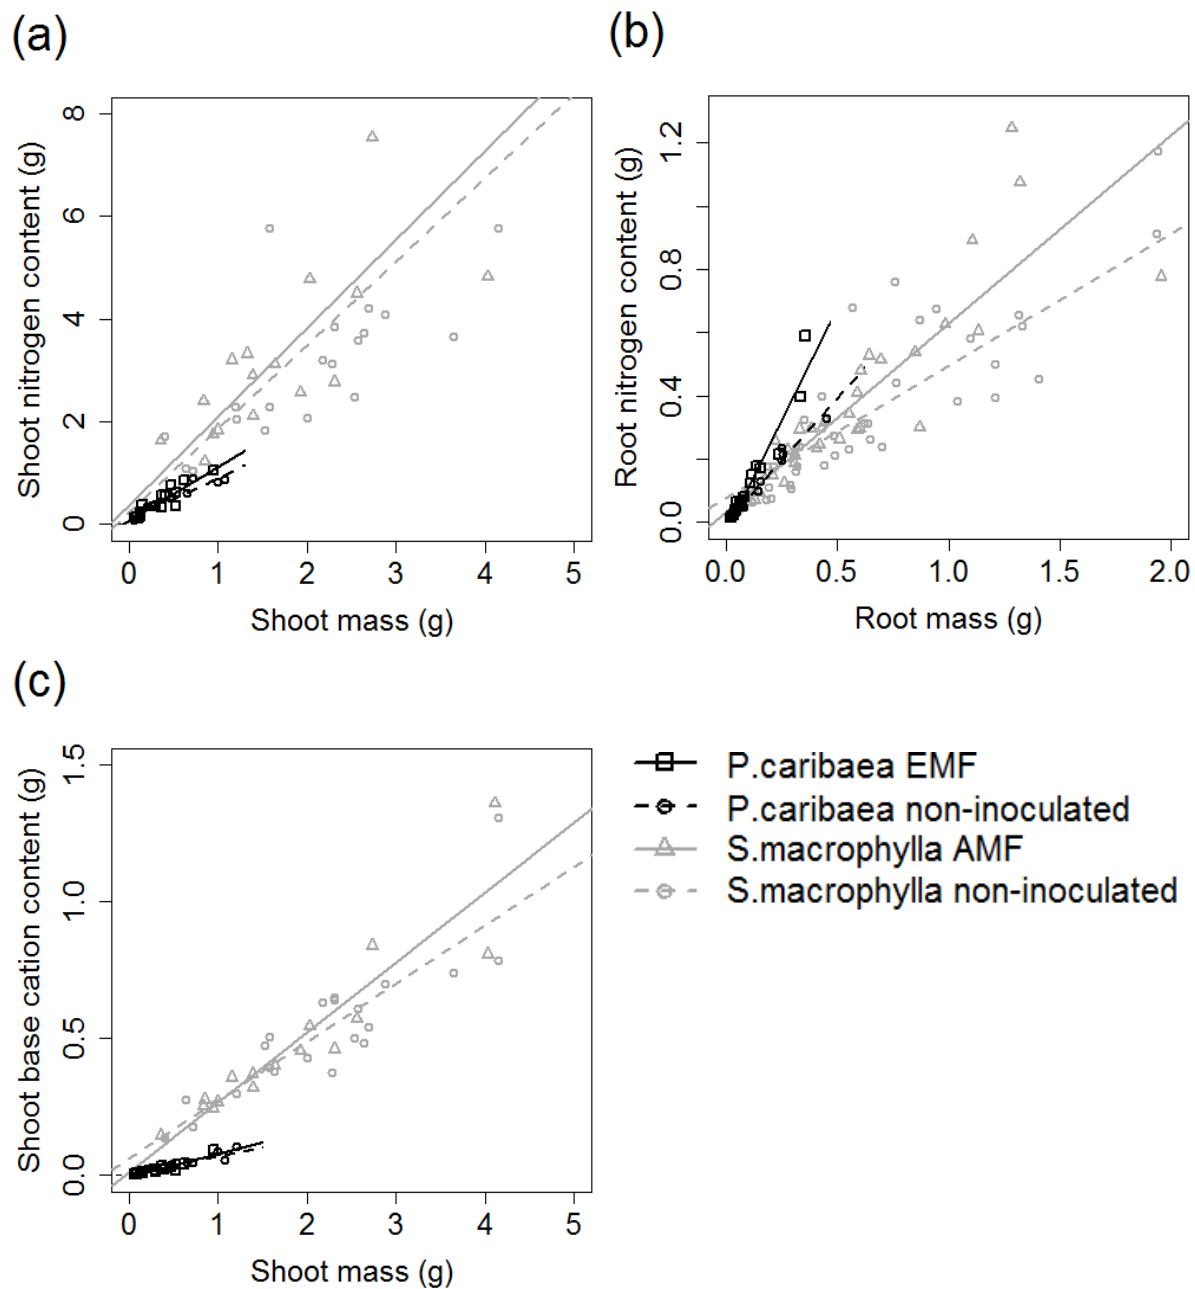 (a)
Shoot nitrogen content (g)
8
6
4
2
0
0 1 2 3 4 5
Shoot mass (g)
(b)
Root nitrogen content (g)
1.2
0.8
0.4
0.0
0.0 0.5 1.0 1.5 2.0
Root mass (g)
(c)
Shoot base cation content (g)
1.5
1.0
0.5
0.0
0 1 2 3 4 5
Shoot mass (g)
P.caribaea EMF
P.caribaea non-inoculated
S.macrophylla AMF
S.macrophylla non-inoculated